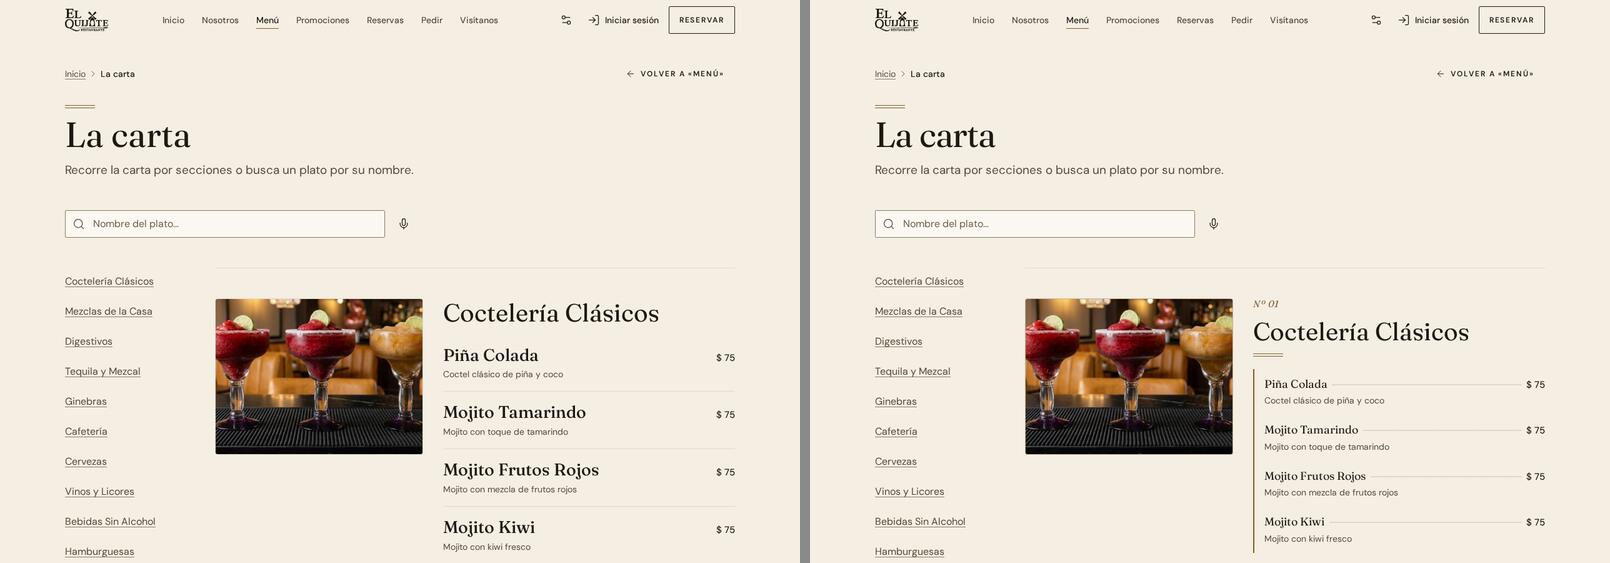 EL QUIJOTE
RESTAURANTE
Inicio Nosotros Menú Promociones Reservas Pedir Visítanos Iniciar sesión RESERVAR
Inicio > La carta ← VOLVER A «MENÚ»
La carta
Recorre la carta por secciones o busca un plato por su nombre.
Nombre del plato...
Coctelería Clásicos
Mezclas de la Casa
Digestivos
Tequila y Mezcal
Ginebras
Cafetería
Cervezas
Vinos y Licores
Bebidas Sin Alcohol
Hamburguesas
Coctelería Clásicos
Piña Colada $ 75
Coctel clásico de piña y coco
Mojito Tamarindo $ 75
Mojito con toque de tamarindo
Mojito Frutos Rojos $ 75
Mojito con mezcla de frutos rojos
Mojito Kiwi $ 75
Mojito con kiwi fresco
EL QUIJOTE
RESTAURANTE
Inicio Nosotros Menú Promociones Reservas Pedir Visítanos Iniciar sesión RESERVAR
Inicio > La carta ← VOLVER A «MENÚ»
La carta
Recorre la carta por secciones o busca un plato por su nombre.
Nombre del plato...
Coctelería Clásicos
Mezclas de la Casa
Digestivos
Tequila y Mezcal
Ginebras
Cafetería
Cervezas
Vinos y Licores
Bebidas Sin Alcohol
Hamburguesas
Nº 01
Coctelería Clásicos
Piña Colada $ 75
Coctel clásico de piña y coco
Mojito Tamarindo $ 75
Mojito con toque de tamarindo
Mojito Frutos Rojos $ 75
Mojito con mezcla de frutos rojos
Mojito Kiwi $ 75
Mojito con kiwi fresco